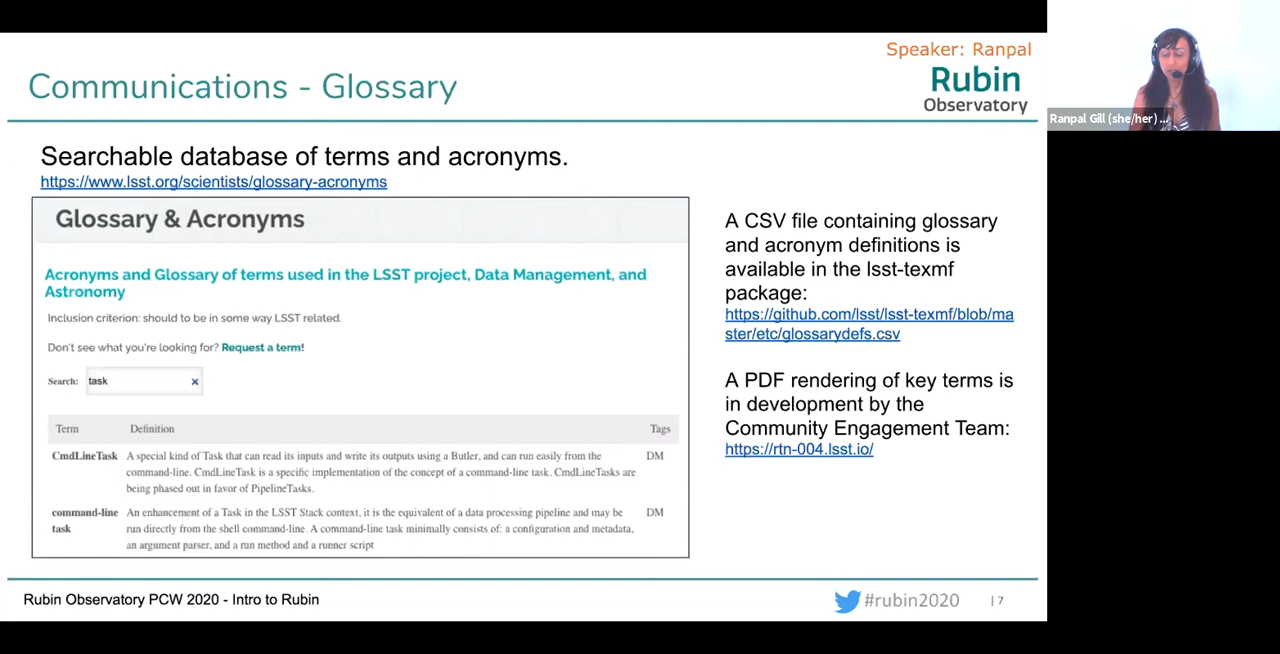 Speaker: Ranpal
Communications - Glossary
Rubin
Observatory
Ranpal Gill (she/her) ...
Searchable database of terms and acronyms.
https://www.lsst.org/scientists/glossary-acronyms
Glossary & Acronyms
Acronyms and Glossary of terms used in the LSST project, Data Management, and
Astronomy
Inclusion criterion: should to be in some way LSST related.
Don't see what you're looking for? Request a term!
Search: task ×
Term Definition Tags
CmdLineTask A special kind of Task that can read its inputs and write its outputs using a Butler, and can run easily from the DM
command-line. CmdLineTask is a specific implementation of the concept of a command-line task. CmdLineTasks are
being phased out in favor of PipelineTasks.
command-line An enhancement of a Task in the LSST Stack context, it is the equivalent of a data processing pipeline and may be DM
task run directly from the shell command-line. A command-line task minimally consists of: a configuration and metadata,
an argument parser, and a run method and a runner script
A CSV file containing glossary
and acronym definitions is
available in the lsst-texmf
package:
https://github.com/lsst/lsst-texmf/blob/ma
ster/etc/glossarydefs.csv
A PDF rendering of key terms is
in development by the
Community Engagement Team:
https://rtn-004.lsst.io/
Rubin Observatory PCW 2020 - Intro to Rubin
#rubin2020
| 7